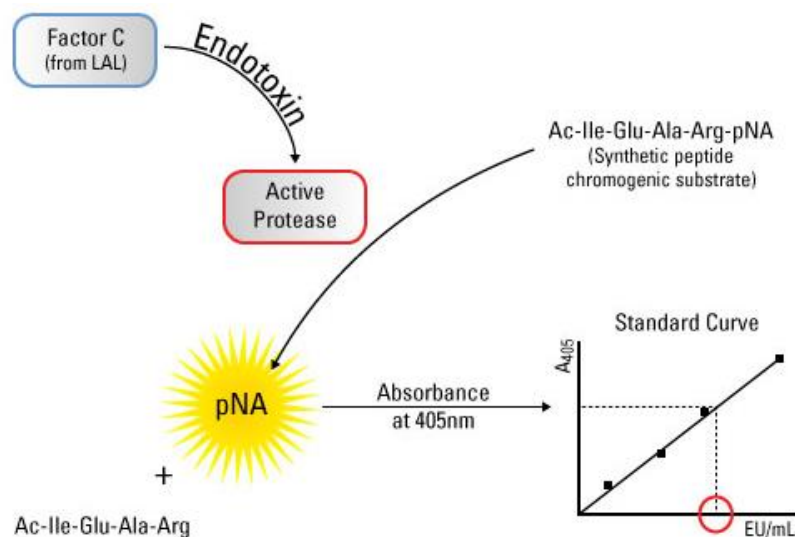 Factor C
(from LAL)
Endotoxin
Active
Protease
Ac-Ile-Glu-Ala-Arg-pNA
(Synthetic peptide
chromogenic substrate)
pNA
+
Ac-Ile-Glu-Ala-Arg
Absorbance
at 405nm
Standard Curve
A405
EU/mL